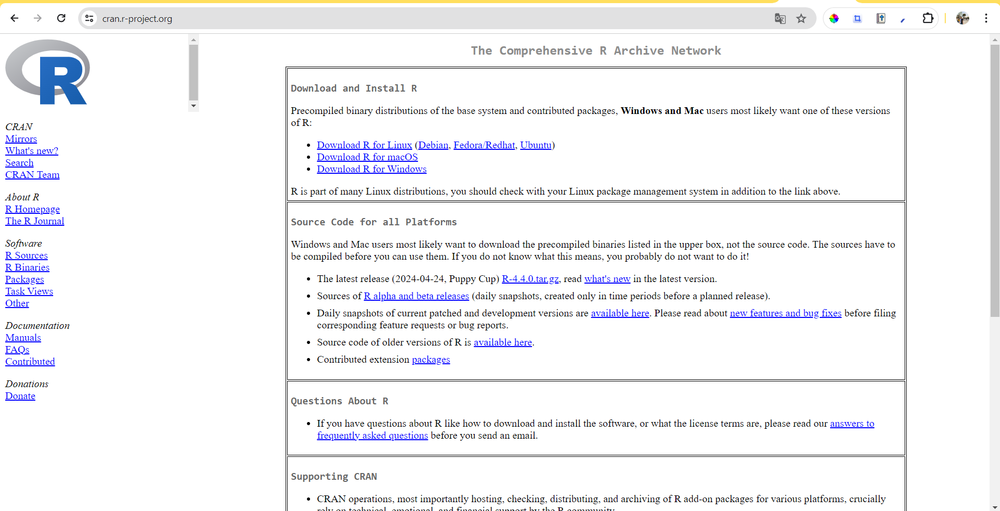 cran.r-project.org
R
CRAN
Mirrors
What's new?
Search
CRAN Team
About R
R Homepage
The R Journal
Software
R Sources
R Binaries
Packages
Task Views
Other
Documentation
Manuals
FAQs
Contributed
Donations
Donate
The Comprehensive R Archive Network
Download and Install R
Precompiled binary distributions of the base system and contributed packages, Windows and Mac users most likely want one of these versions
of R:
Download R for Linux (Debian, Fedora/Redhat, Ubuntu)
Download R for macOS
Download R for Windows
R is part of many Linux distributions, you should check with your Linux package management system in addition to the link above.
Source Code for all Platforms
Windows and Mac users most likely want to download the precompiled binaries listed in the upper box, not the source code. The sources have to
be compiled before you can use them. If you do not know what this means, you probably do not want to do it!
The latest release (2024-04-24, Puppy Cup) R-4.4.0.tar.gz, read what's new in the latest version.
Sources of R alpha and beta releases (daily snapshots, created only in time periods before a planned release).
Daily snapshots of current patched and development versions are available here. Please read about new features and bug fixes before filing
corresponding feature requests or bug reports.
Source code of older versions of R is available here.
Contributed extension packages
Questions About R
If you have questions about R like how to download and install the software, or what the license terms are, please read our answers to
frequently asked questions before you send an email.
Supporting CRAN
CRAN operations, most importantly hosting, checking, distributing, and archiving of R add-on packages for various platforms, crucially
rely on technical, emotional, and financial support by the R community.